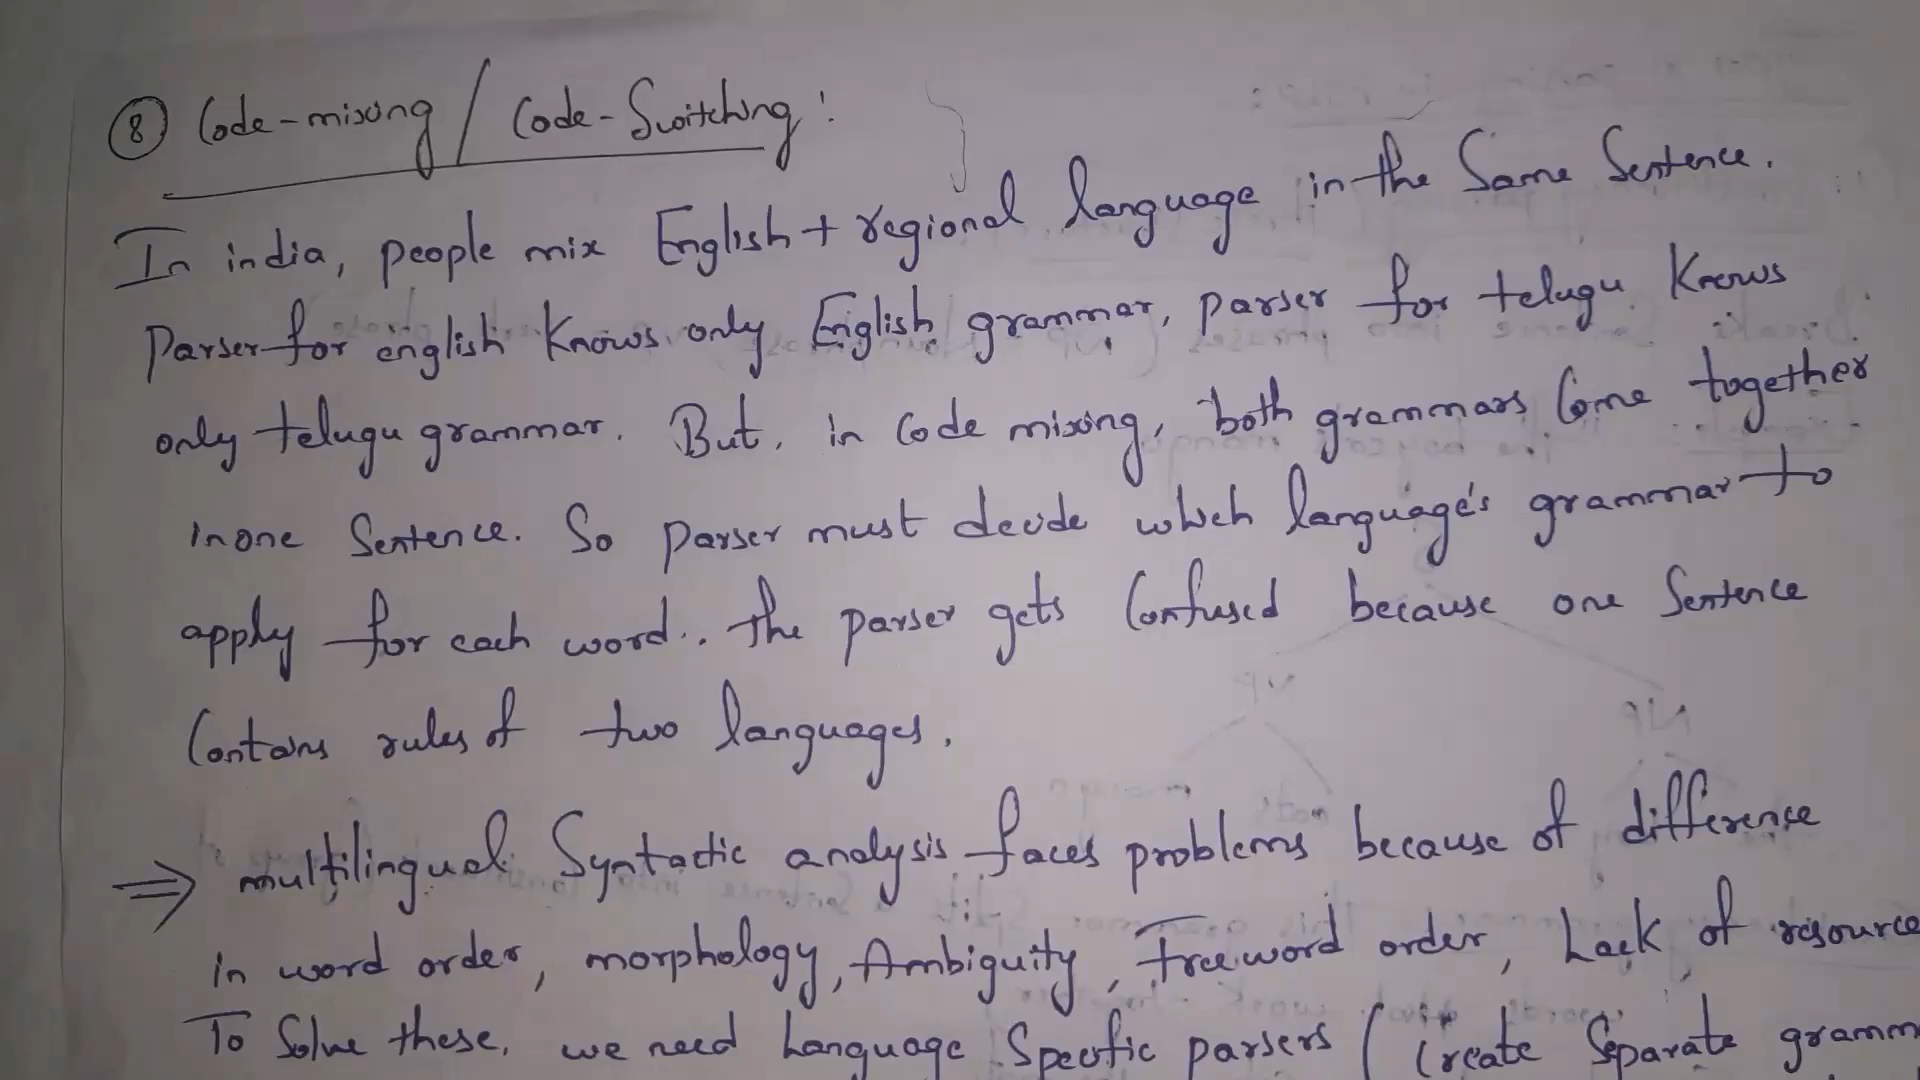 ⑧ Code-mixing / Code-Switching :
In india, people mix English + regional language in the Same Sentence.
Parser for english knows only English grammar, parser for telugu knows
only telugu grammar. But, in Code mixing, both grammars Come together
in one Sentence. So parser must decide which language's grammar to
apply for each word.. the parser gets Confused because one Sentence
Contains rules of two languages.
⇒ multilingual Syntactic analysis faces problems because of difference
in word order, morphology, Ambiguity, free word order, Lack of resource
To Solve these, we need Language Specific parsers ( Create Separate gramm